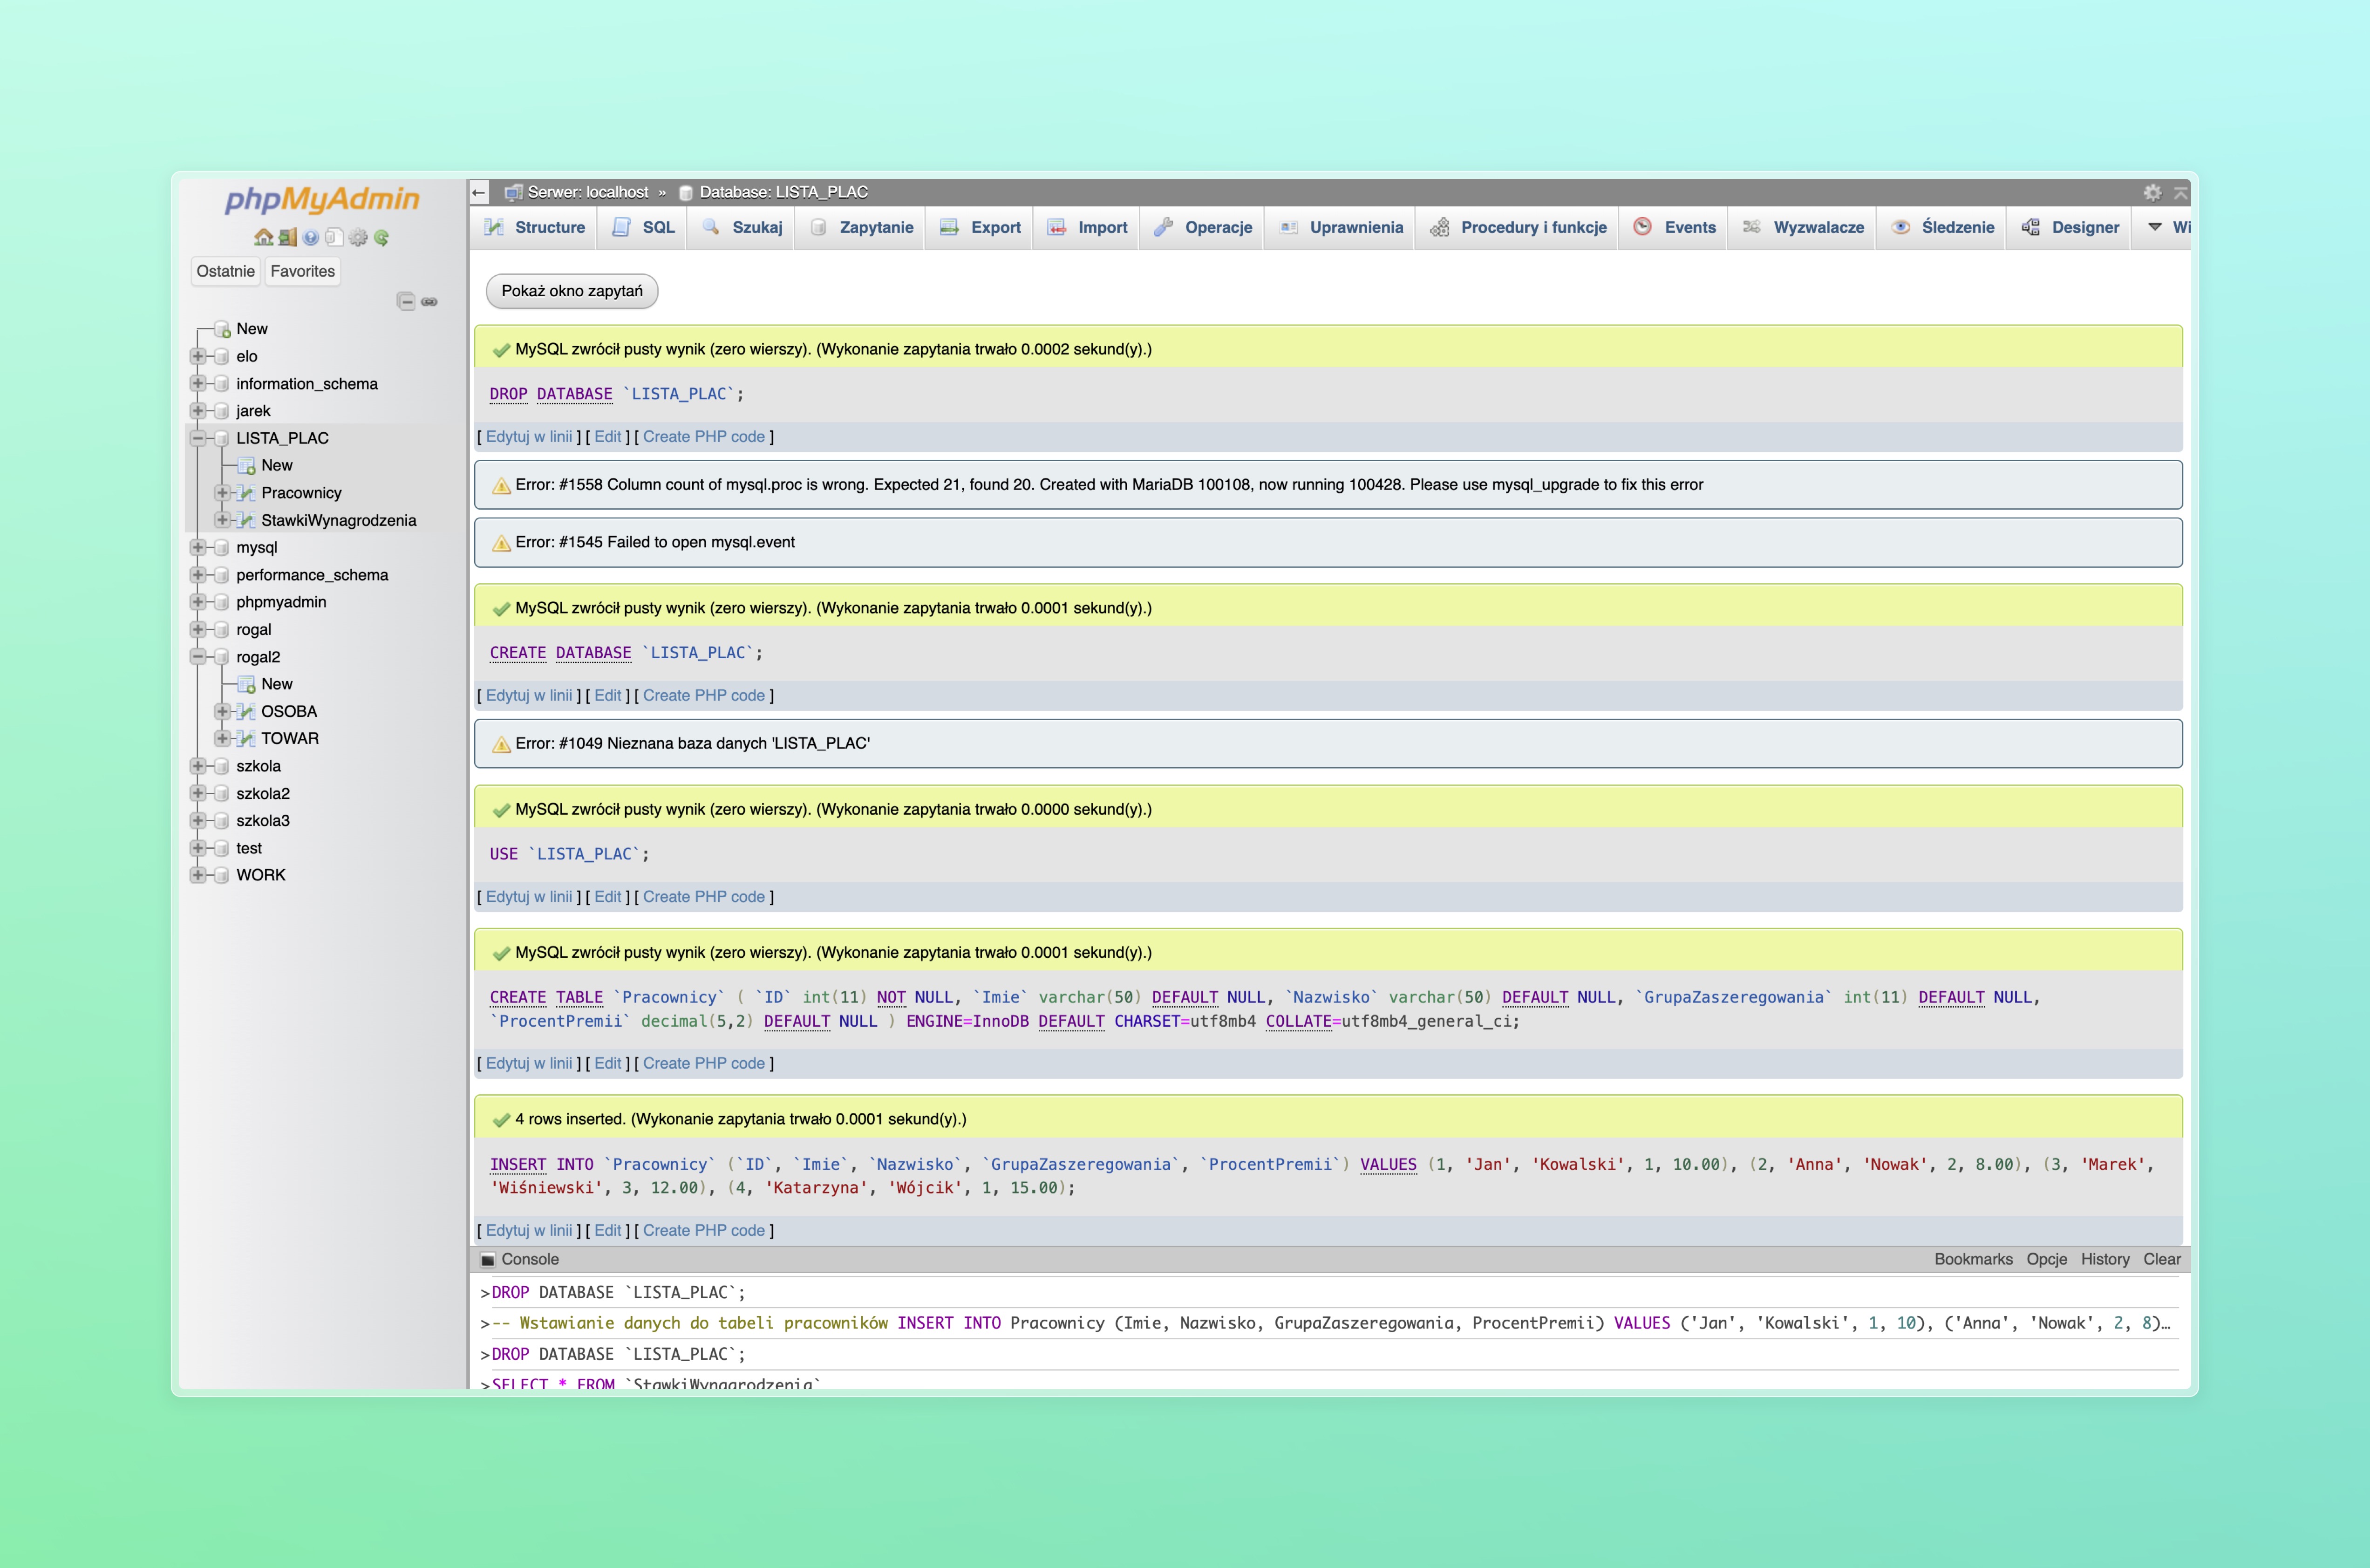 phpMyAdmin
Ostatnie Favorites
New
elo
information_schema
jarek
LISTA_PLAC
New
Pracownicy
StawkiWynagrodzenia
mysql
performance_schema
phpmyadmin
rogal
rogal2
New
OSOBA
TOWAR
szkola
szkola2
szkola3
test
WORK
Serwer: localhost » Database: LISTA_PLAC
Structure SQL Szukaj Zapytanie Export Import Operacje Uprawnienia Procedury i funkcje Events Wyzwalacze Śledzenie Designer Wi
Pokaż okno zapytań
MySQL zwrócił pusty wynik (zero wierszy). (Wykonanie zapytania trwało 0.0002 sekund(y).)
DROP DATABASE `LISTA_PLAC`;
[ Edytuj w linii ] [ Edit ] [ Create PHP code ]
Error: #1558 Column count of mysql.proc is wrong. Expected 21, found 20. Created with MariaDB 100108, now running 100428. Please use mysql_upgrade to fix this error
Error: #1545 Failed to open mysql.event
MySQL zwrócił pusty wynik (zero wierszy). (Wykonanie zapytania trwało 0.0001 sekund(y).)
CREATE DATABASE `LISTA_PLAC`;
[ Edytuj w linii ] [ Edit ] [ Create PHP code ]
Error: #1049 Nieznana baza danych 'LISTA_PLAC'
MySQL zwrócił pusty wynik (zero wierszy). (Wykonanie zapytania trwało 0.0000 sekund(y).)
USE `LISTA_PLAC`;
[ Edytuj w linii ] [ Edit ] [ Create PHP code ]
MySQL zwrócił pusty wynik (zero wierszy). (Wykonanie zapytania trwało 0.0001 sekund(y).)
CREATE TABLE `Pracownicy` ( `ID` int(11) NOT NULL, `Imie` varchar(50) DEFAULT NULL, `Nazwisko` varchar(50) DEFAULT NULL, `GrupaZaszeregowania` int(11) DEFAULT NULL,
`ProcentPremii` decimal(5,2) DEFAULT NULL ) ENGINE=InnoDB DEFAULT CHARSET=utf8mb4 COLLATE=utf8mb4_general_ci;
[ Edytuj w linii ] [ Edit ] [ Create PHP code ]
4 rows inserted. (Wykonanie zapytania trwało 0.0001 sekund(y).)
INSERT INTO `Pracownicy` (`ID`, `Imie`, `Nazwisko`, `GrupaZaszeregowania`, `ProcentPremii`) VALUES (1, 'Jan', 'Kowalski', 1, 10.00), (2, 'Anna', 'Nowak', 2, 8.00), (3, 'Marek',
'Wiśniewski', 3, 12.00), (4, 'Katarzyna', 'Wójcik', 1, 15.00);
[ Edytuj w linii ] [ Edit ] [ Create PHP code ]
Console Bookmarks Opcje History Clear
>DROP DATABASE `LISTA_PLAC`;
>-- Wstawianie danych do tabeli pracowników INSERT INTO Pracownicy (Imie, Nazwisko, GrupaZaszeregowania, ProcentPremii) VALUES ('Jan', 'Kowalski', 1, 10), ('Anna', 'Nowak', 2, 8)…
>DROP DATABASE `LISTA_PLAC`;
>SELECT * FROM `StawkiWynagrodzenia`